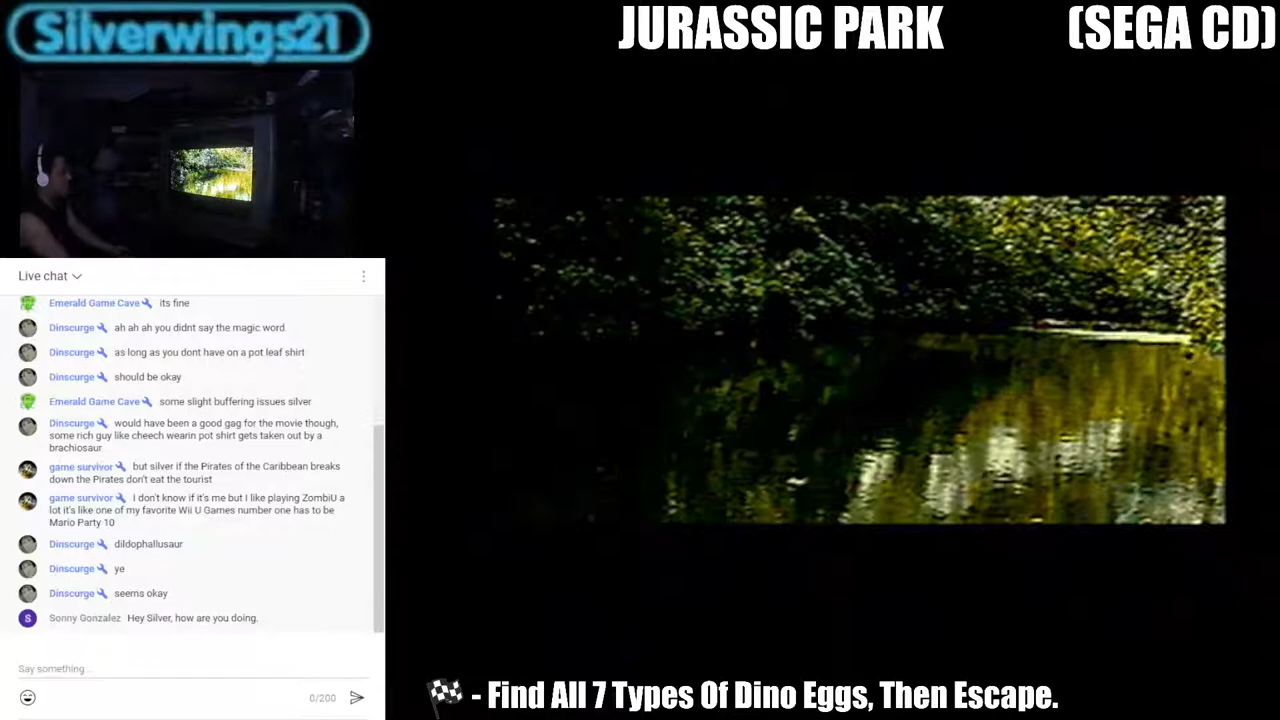 Silverwings21
JURASSIC PARK (SEGA CD)
Live chat
Emerald Game Cave its fine
Dinscurge ah ah ah you didnt say the magic word
Dinscurge as long as you dont have on a pot leaf shirt
Dinscurge should be okay
Emerald Game Cave some slight buffering issues silver
Dinscurge would have been a good gag for the movie though,
some rich guy like cheech wearin pot shirt gets taken out by a
brachiosaur
game survivor but silver if the Pirates of the Caribbean breaks
down the Pirates don't eat the tourist
game survivor I don't know if it's me but I like playing ZombiU a
lot it's like one of my favorite Wii U Games number one has to be
Mario Party 10
Dinscurge dildophallusaur
Dinscurge ye
Dinscurge seems okay
S Sonny Gonzalez Hey Silver, how are you doing.
Say something...
0/200
- Find All 7 Types Of Dino Eggs, Then Escape.